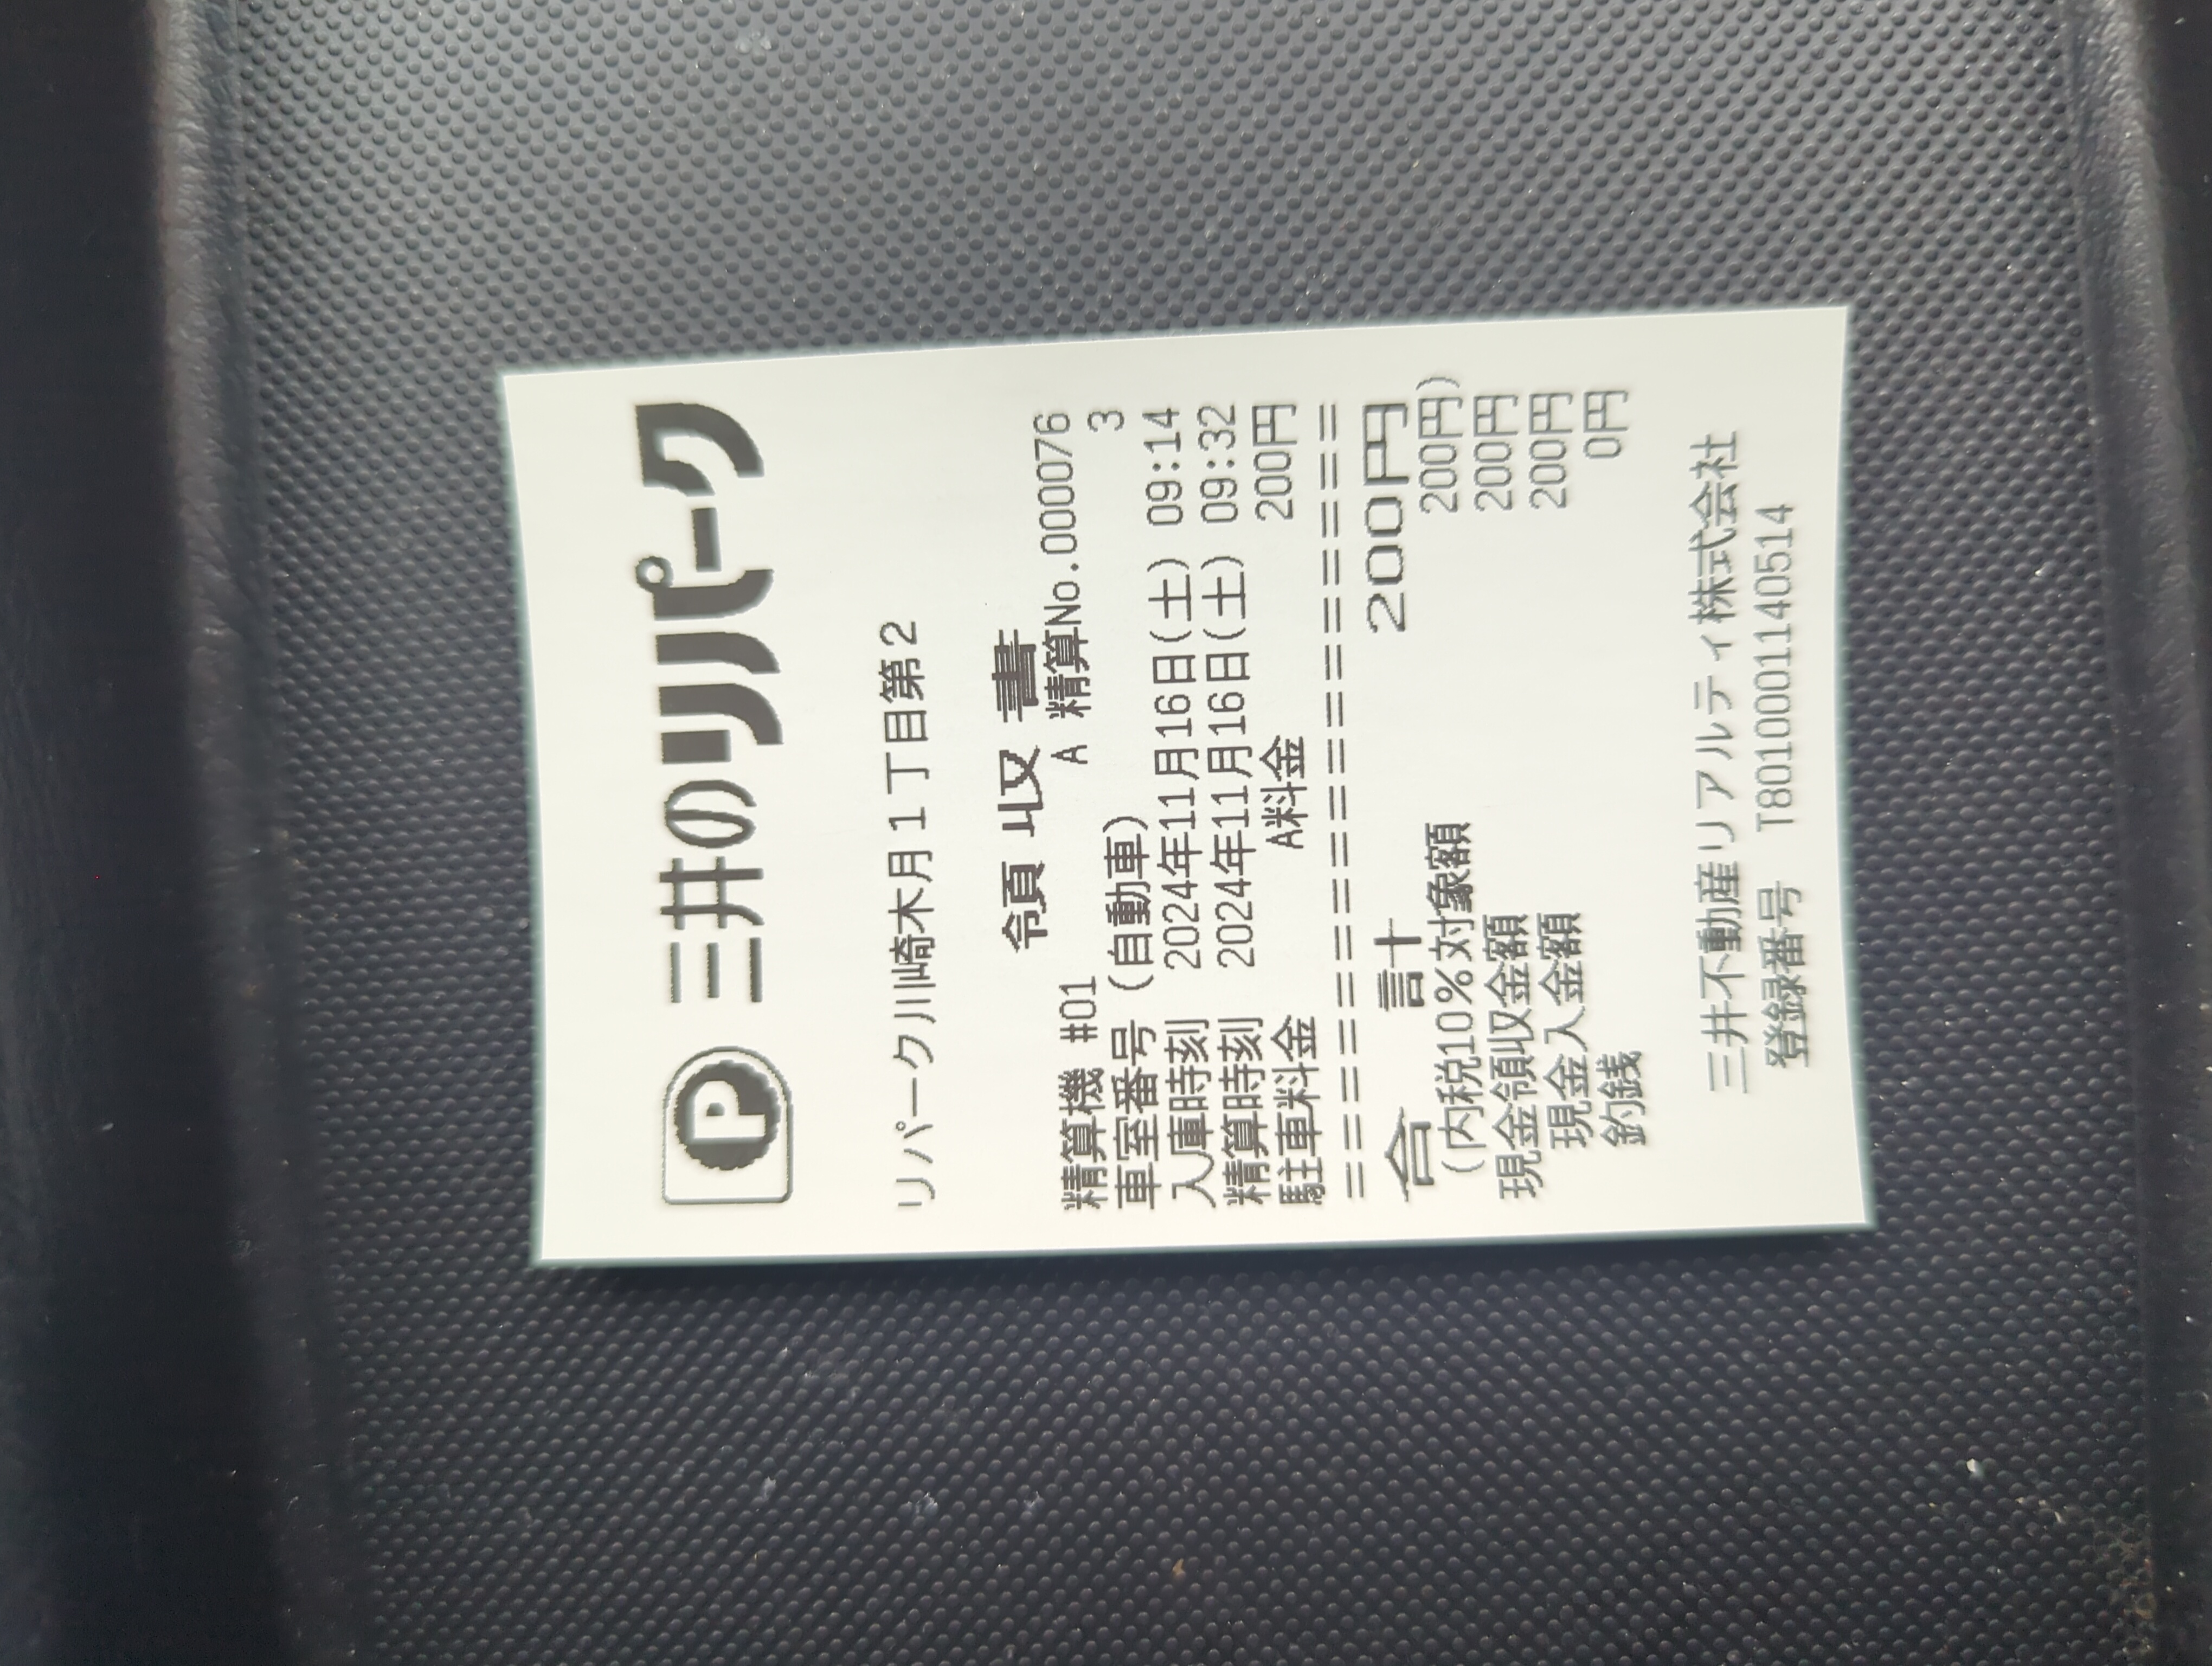 P 三井のリパーク
リパーク川崎木月1丁目第2
領収書
精算機 #01 A 精算No.000076
車室番号(自動車) 3
入庫時刻 2024年11月16日(土) 09:14
精算時刻 2024年11月16日(土) 09:32
駐車料金 A料金 200円
=================
合 計 200円
(内税10%対象額 200円)
現金領収金額 200円
現金入金額 200円
釣銭 0円
三井不動産リアルティ株式会社
登録番号 T8010001140514